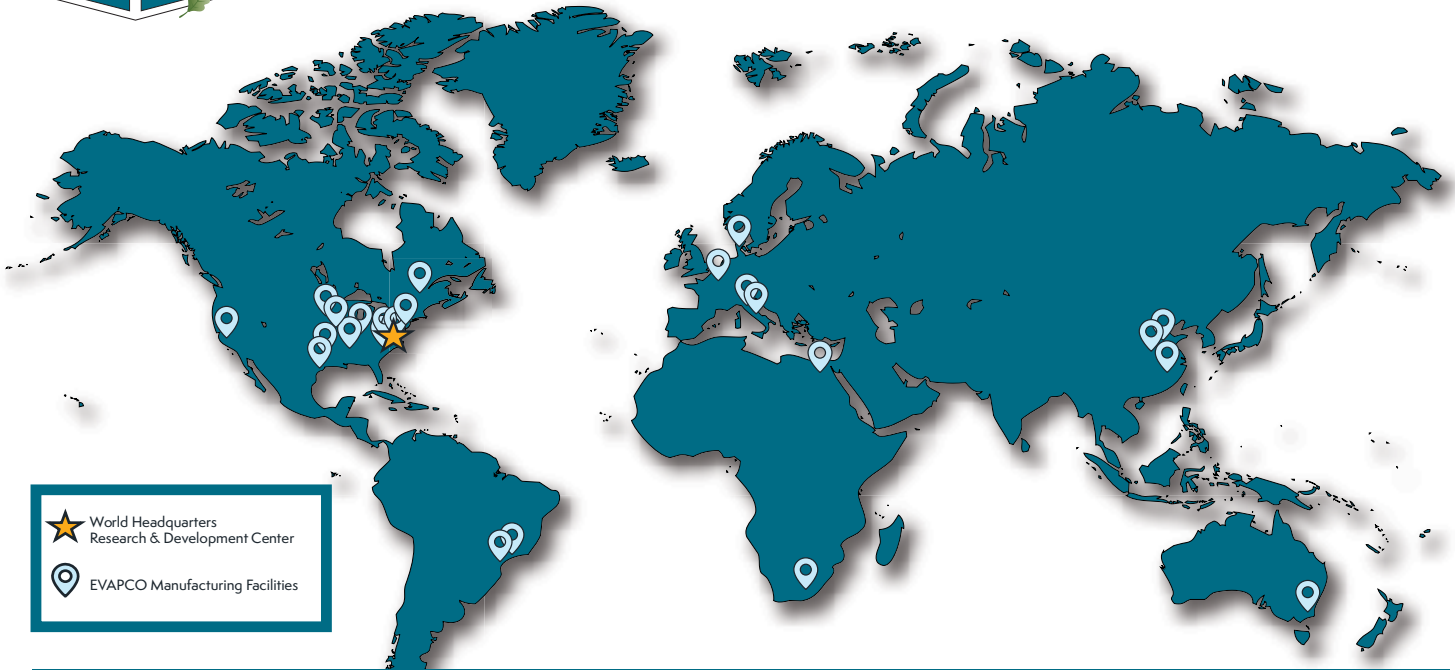 World Headquarters
Research & Development Center
EVAPCO Manufacturing Facilities